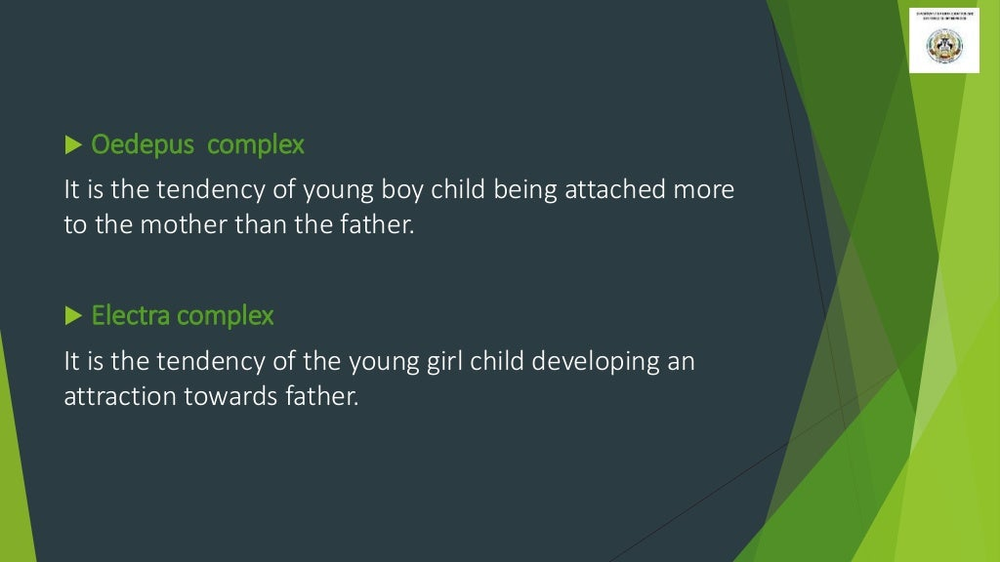 Oedepus complex
It is the tendency of young boy child being attached more
to the mother than the father.
Electra complex
It is the tendency of the young girl child developing an
attraction towards father.